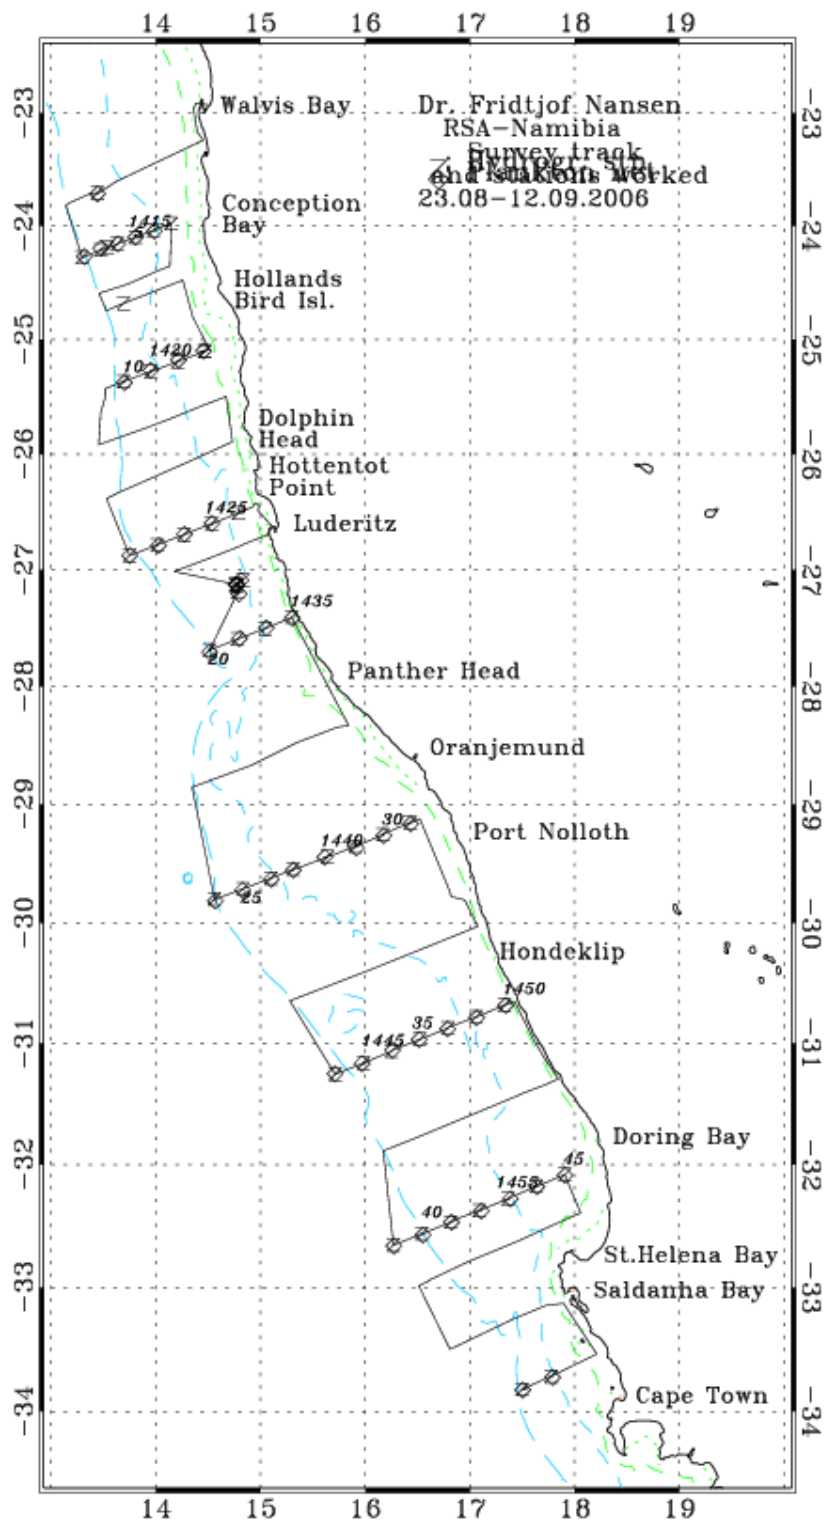 14 15 16 17 18 19
-23
-23
Walvis Bay
Dr. Fridtjof Nansen
RSA-Namibia
Survey track
and stations worked
23.08-12.09.2006
Conception
Bay
-24
-24
1415
5
Hollands
Bird Isl.
-25
-25
1420
10
Dolphin
Head
-26
-26
Hottentot
Point
1425
Luderitz
-27
-27
1435
20
Panther Head
-28
-28
Oranjemund
-29
-29
30
1440
Port Nolloth
25
-30
-30
Hondeklip
1450
35
1445
-31
-31
Doring Bay
-32
-32
45
1455
40
St.Helena Bay
-33
-33
Saldanha Bay
Cape Town
-34
-34
14 15 16 17 18 19